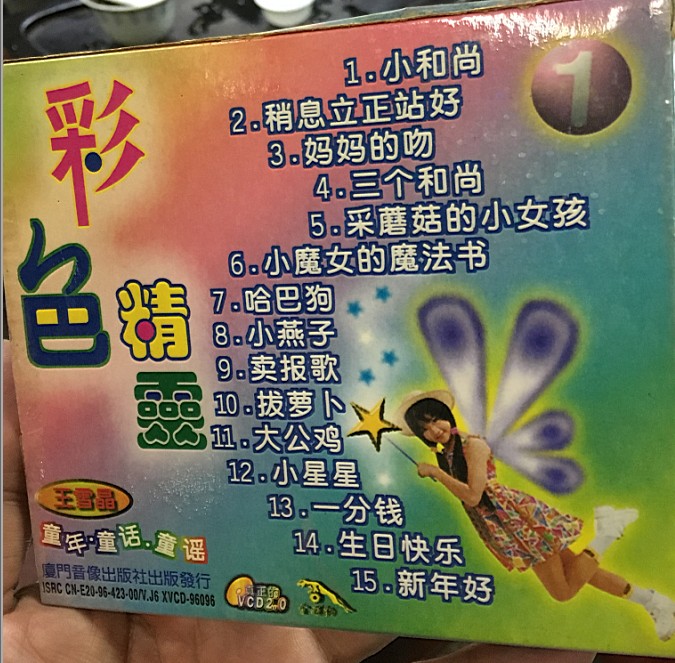 1
彩色精靈
1.小和尚
2.稍息立正站好
3.妈妈的吻
4.三个和尚
5.采蘑菇的小女孩
6.小魔女的魔法书
7.哈巴狗
8.小燕子
9.卖报歌
10.拔萝卜
11.大公鸡
12.小星星
13.一分钱
14.生日快乐
15.新年好
王雪晶
童年·童话·童谣
廈門音像出版社出版發行
ISRC CN-E20-96-423-00/V.J6 XVCD-96096
VCD2.0